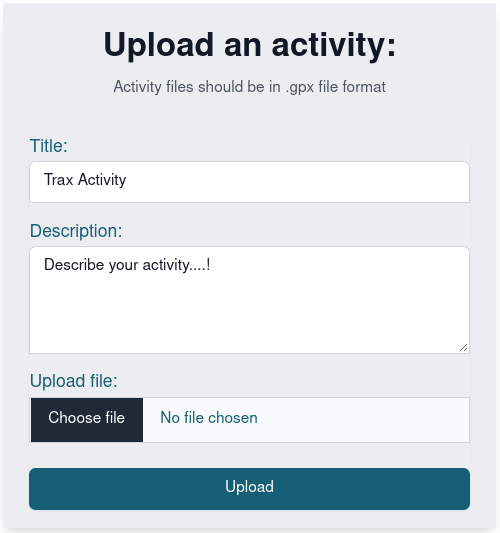 Upload an activity:
Activity files should be in .gpx file format
Title:
Trax Activity
Description:
Describe your activity....!
Upload file:
Choose file No file chosen
Upload